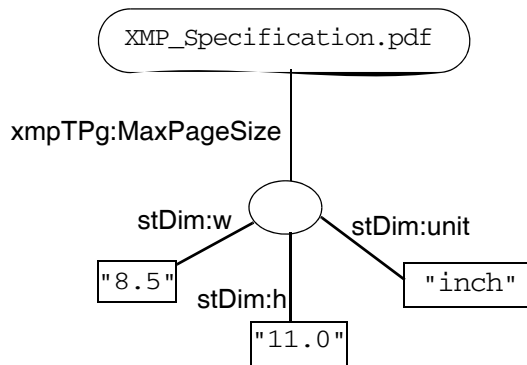 XMP_Specification.pdf
xmpTPg:MaxPageSize
stDim:w
stDim:unit
"8.5"
stDim:h
"inch"
"11.0"